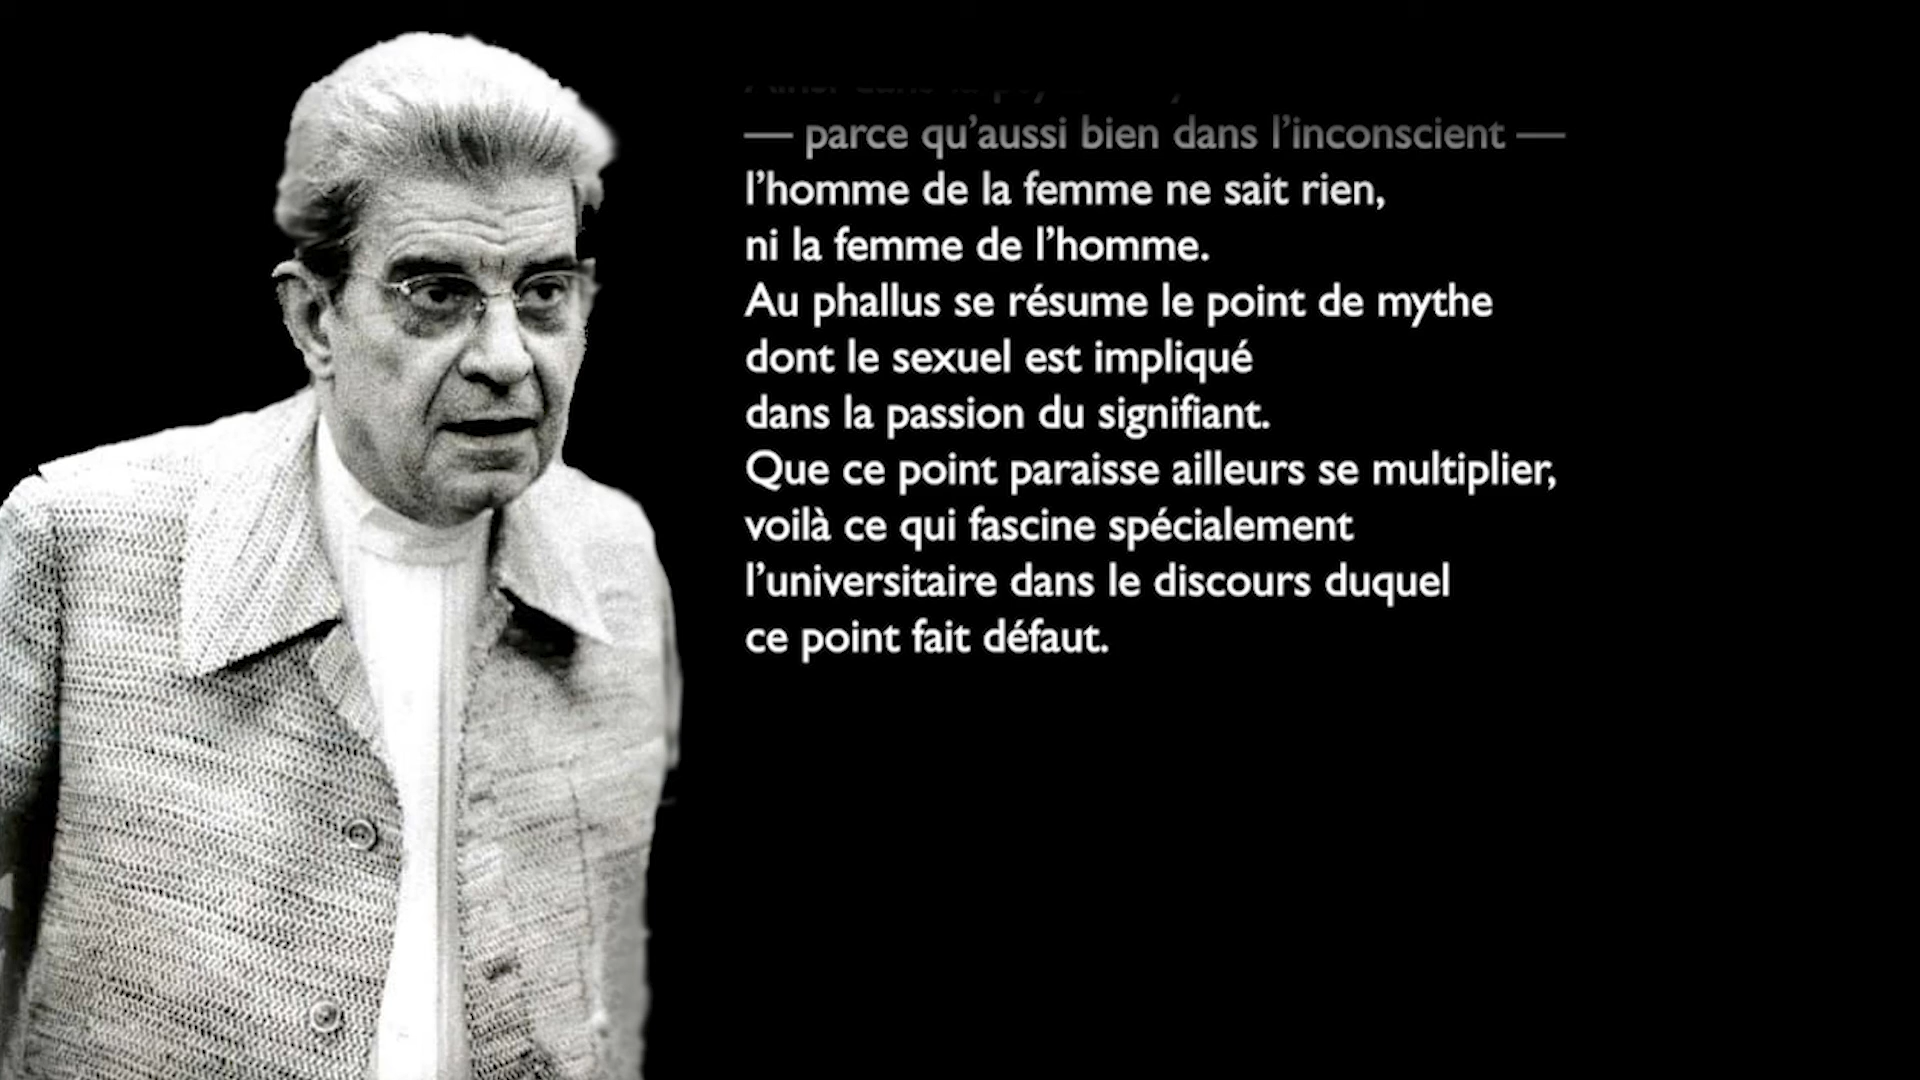 — parce qu’aussi bien dans l’inconscient —
l’homme de la femme ne sait rien,
ni la femme de l’homme.
Au phallus se résume le point de mythe
dont le sexuel est impliqué
dans la passion du signifiant.
Que ce point paraisse ailleurs se multiplier,
voilà ce qui fascine spécialement
l’universitaire dans le discours duquel
ce point fait défaut.